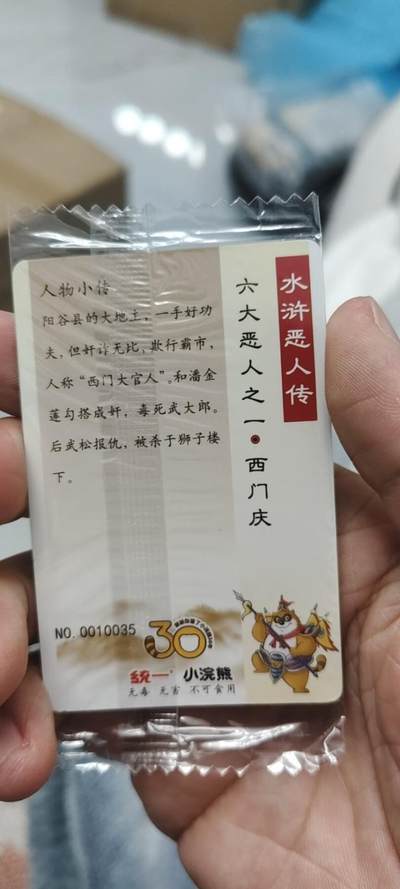 水浒恶人传
六大恶人之一·西门庆
人物小传
阳谷县的大地主，一手好功
夫，但奸诈无比，欺行霸市，
人称“西门大官人”。和潘金
莲勾搭成奸，毒死武大郎。
后武松报仇，被杀于狮子楼
下。
NO.0010035
30
统一 小浣熊
无毒 无害 不可食用